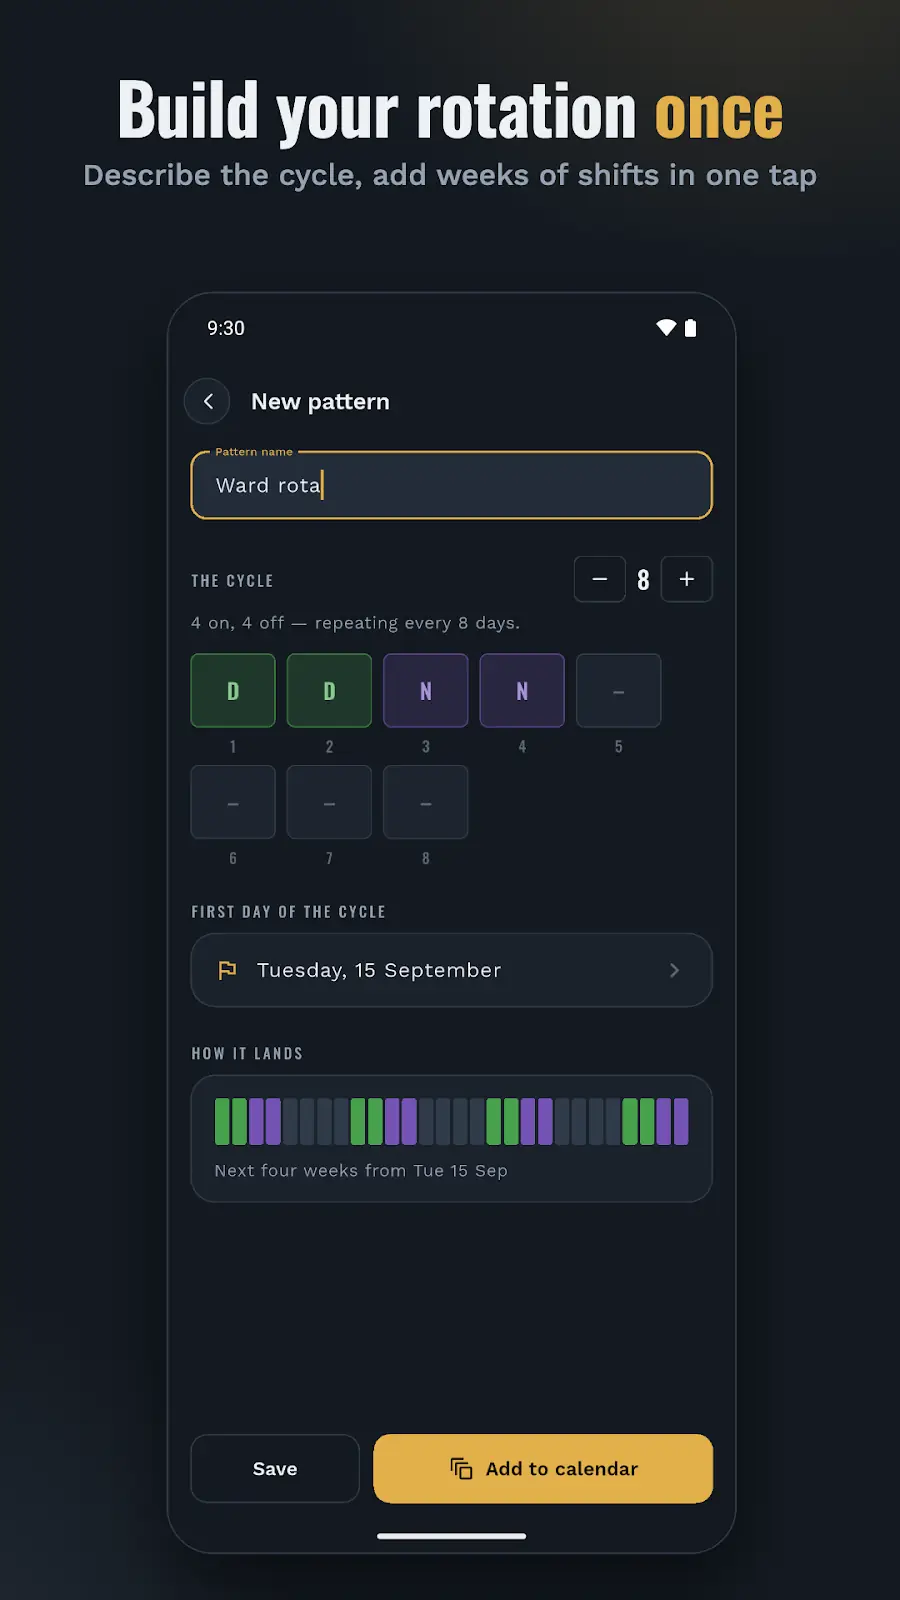 Build your rotation once
Describe the cycle, add weeks of shifts in one tap
9:30
New pattern
Pattern name
Ward rota
THE CYCLE
− 8 +
4 on, 4 off — repeating every 8 days.
D D N N –
1 2 3 4 5
– – –
6 7 8
FIRST DAY OF THE CYCLE
Tuesday, 15 September
HOW IT LANDS
Next four weeks from Tue 15 Sep
Save
Add to calendar